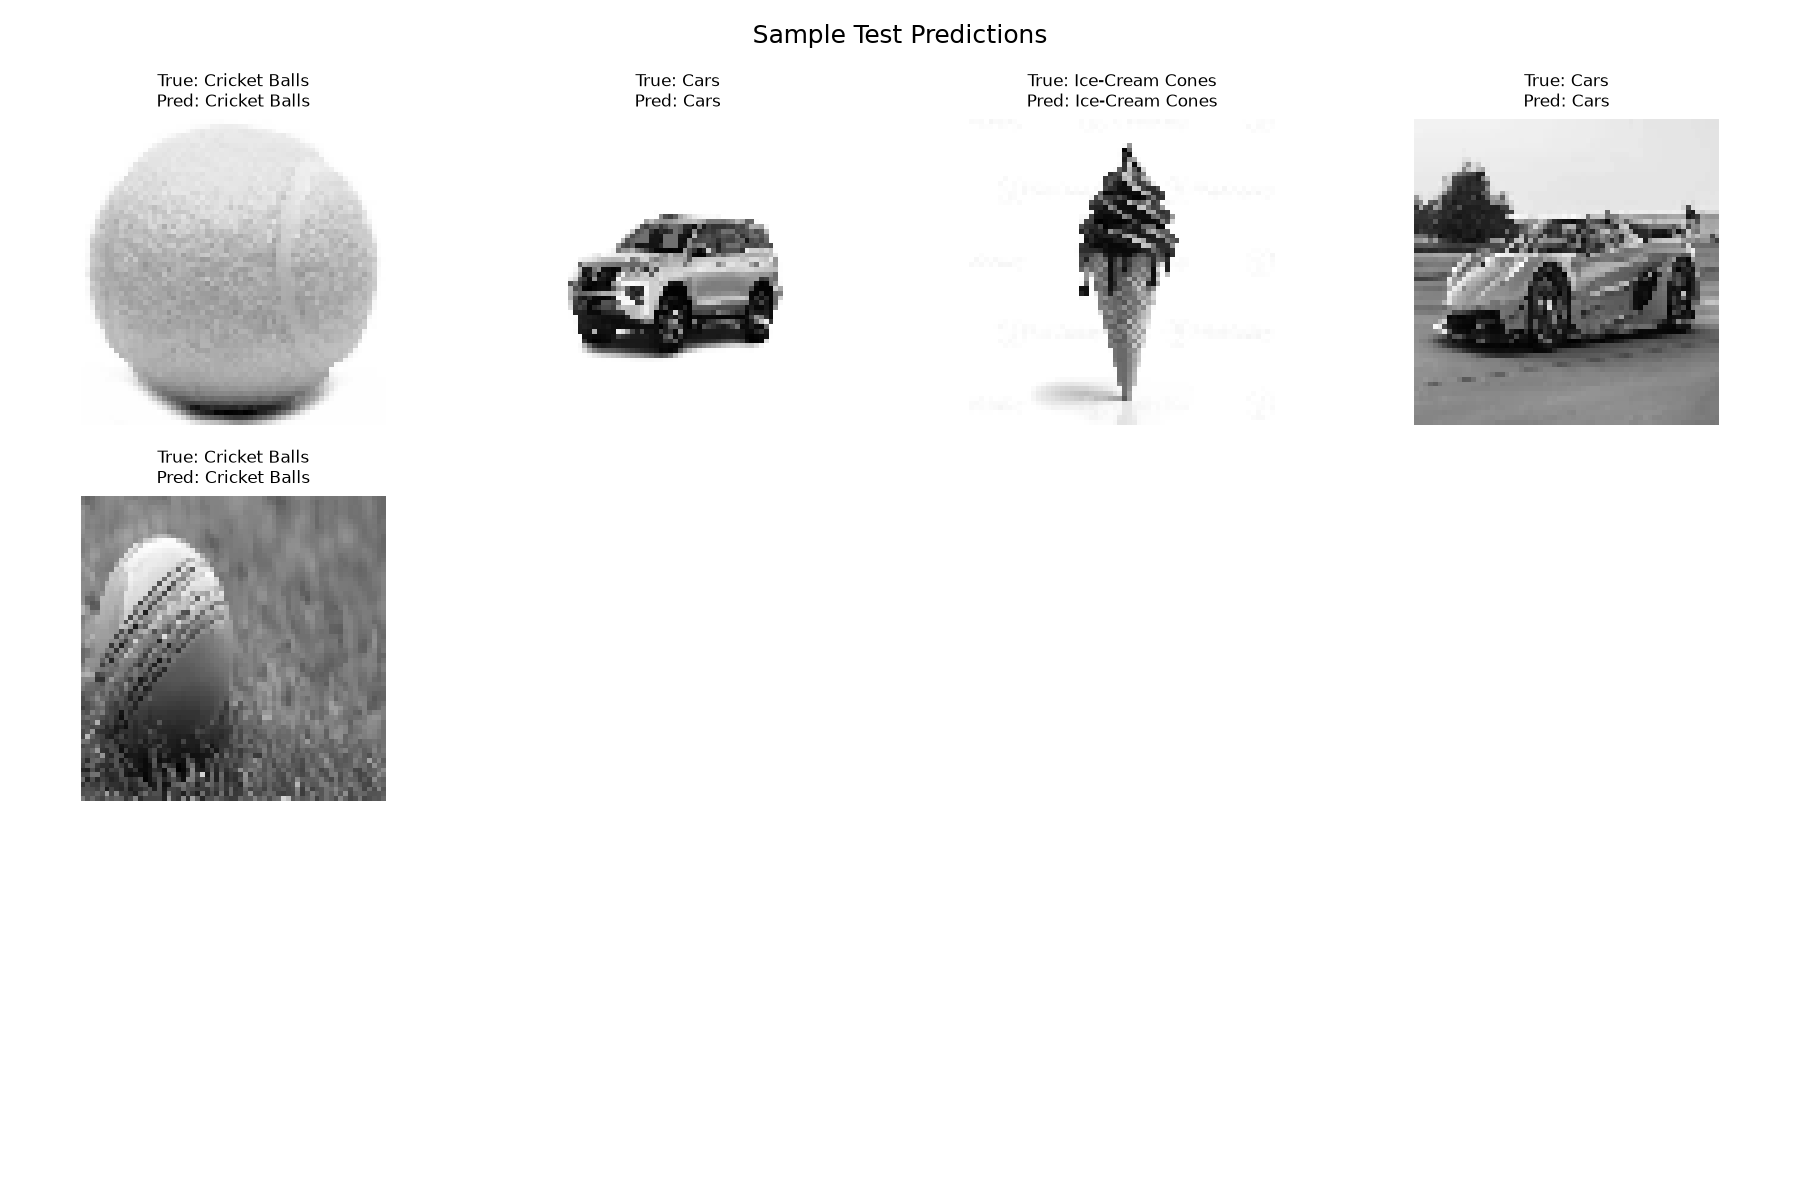 Sample Test Predictions
True: Cricket Balls
Pred: Cricket Balls
True: Cars
Pred: Cars
True: Ice-Cream Cones
Pred: Ice-Cream Cones
True: Cars
Pred: Cars
True: Cricket Balls
Pred: Cricket Balls